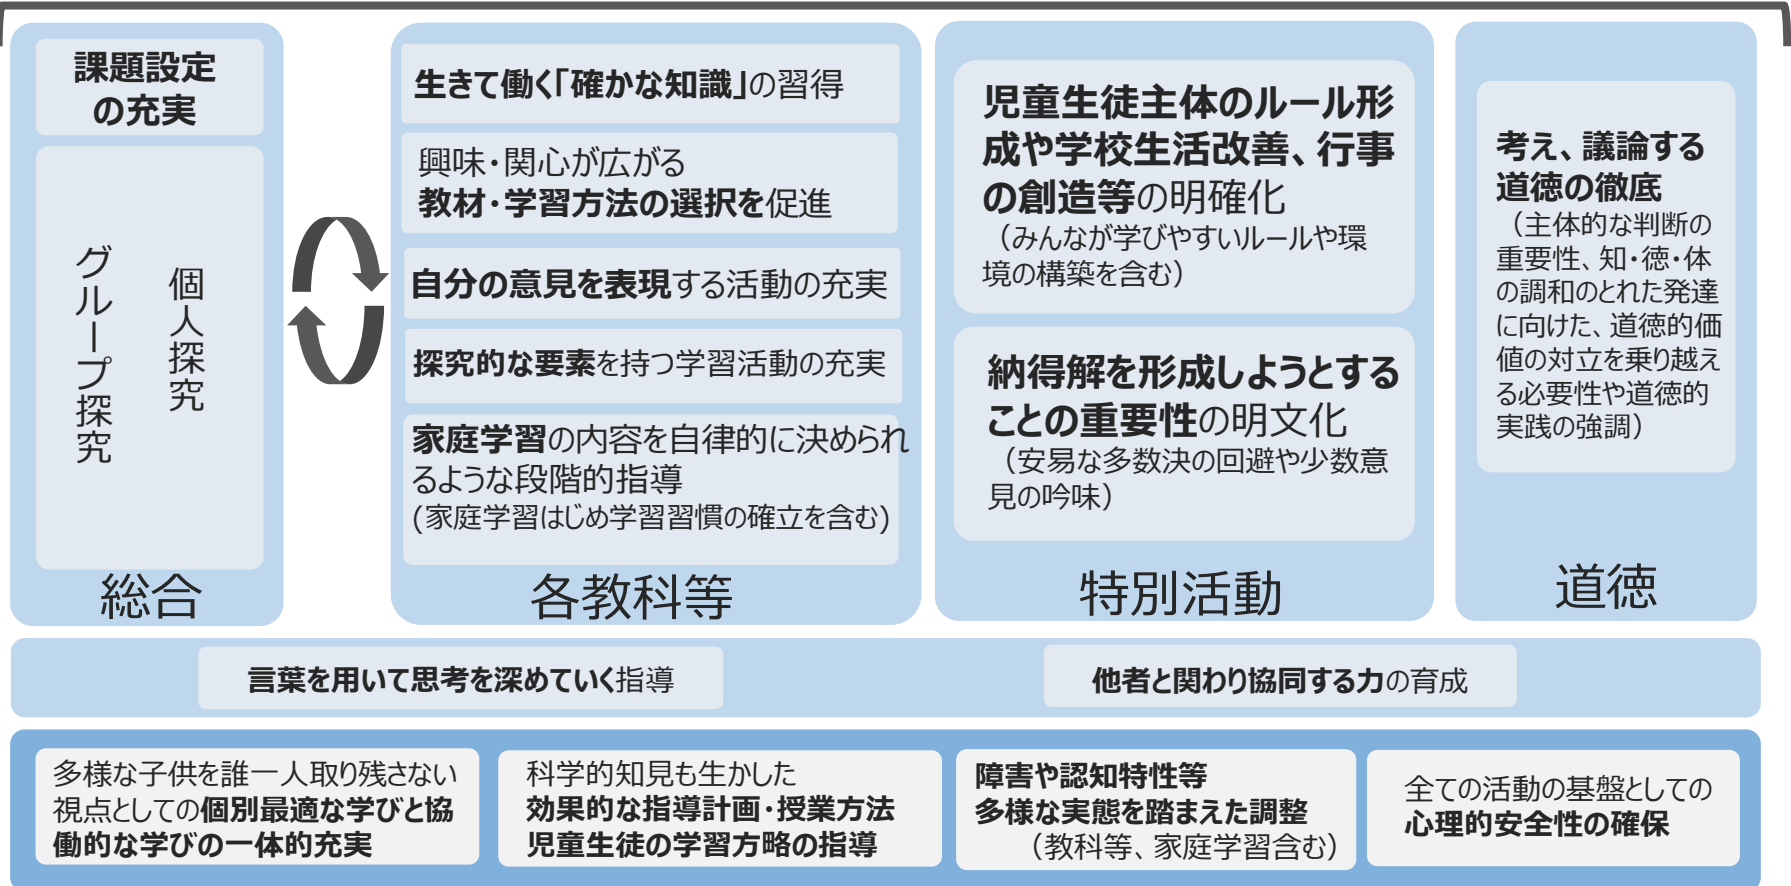 課題設定
の充実
グループ探究
個人探究
総合
生きて働く「確かな知識」の習得
興味・関心が広がる
教材・学習方法の選択を促進
自分の意見を表現する活動の充実
探究的な要素を持つ学習活動の充実
家庭学習の内容を自律的に決められ
るような段階的指導
(家庭学習はじめ学習習慣の確立を含む)
各教科等
児童生徒主体のルール形
成や学校生活改善、行事
の創造等の明確化
（みんなが学びやすいルールや環
境の構築を含む）
納得解を形成しようとする
ことの重要性の明文化
（安易な多数決の回避や少数意
見の吟味）
特別活動
考え、議論する
道徳の徹底
（主体的な判断の
重要性、知・徳・体
の調和のとれた発達
に向けた、道徳的価
値の対立を乗り越え
る必要性や道徳的
実践の強調）
道徳
言葉を用いて思考を深めていく指導
他者と関わり協同する力の育成
多様な子供を誰一人取り残さない
視点としての個別最適な学びと協
働的な学びの一体的充実
科学的知見も生かした
効果的な指導計画・授業方法
児童生徒の学習方略の指導
障害や認知特性等
多様な実態を踏まえた調整
（教科等、家庭学習含む）
全ての活動の基盤としての
心理的安全性の確保